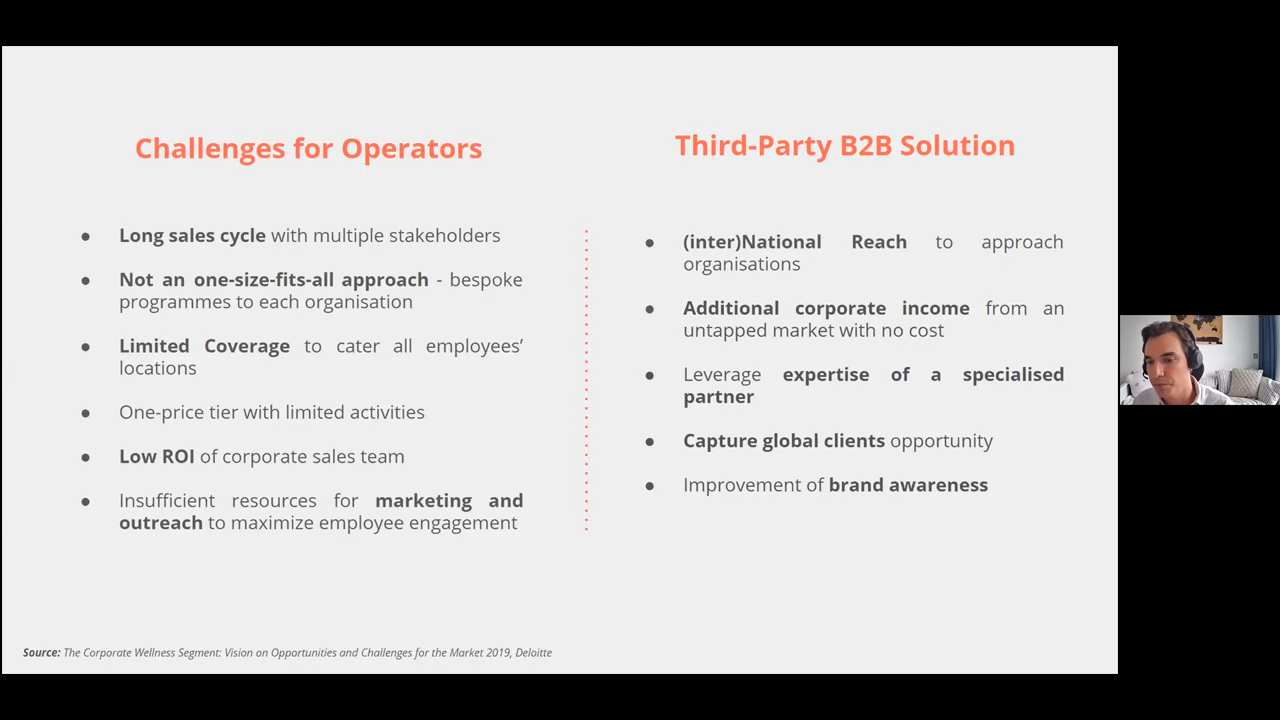 Challenges for Operators
● Long sales cycle with multiple stakeholders
● Not an one-size-fits-all approach - bespoke
programmes to each organisation
● Limited Coverage to cater all employees’
locations
● One-price tier with limited activities
● Low ROI of corporate sales team
● Insufficient resources for marketing and
outreach to maximize employee engagement
Third-Party B2B Solution
● (inter)National Reach to approach
organisations
● Additional corporate income from an
untapped market with no cost
● Leverage expertise of a specialised
partner
● Capture global clients opportunity
● Improvement of brand awareness
Source: The Corporate Wellness Segment: Vision on Opportunities and Challenges for the Market 2019, Deloitte